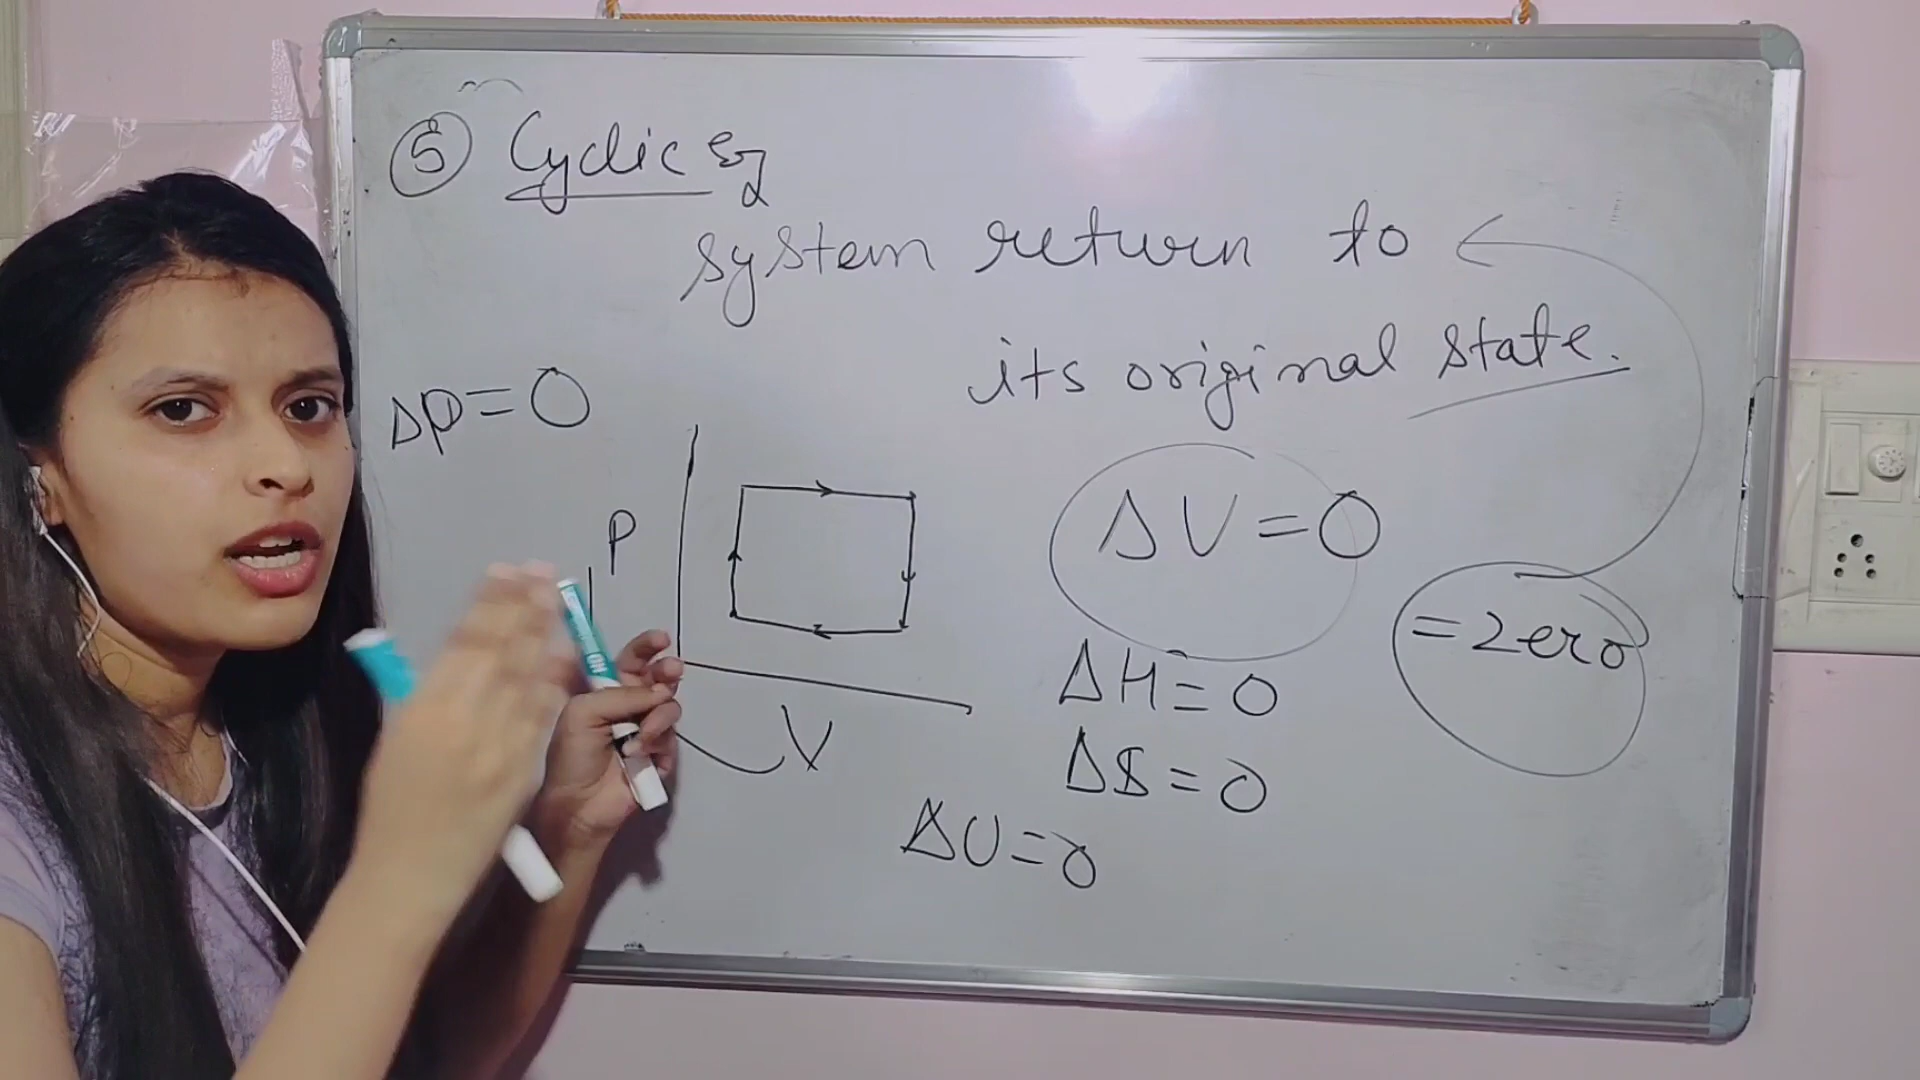 ⑤ Cyclic
system return to
its original state.
ΔP=0
P
V
ΔV=0
=Zero
ΔH=0
ΔS=0
ΔU=0